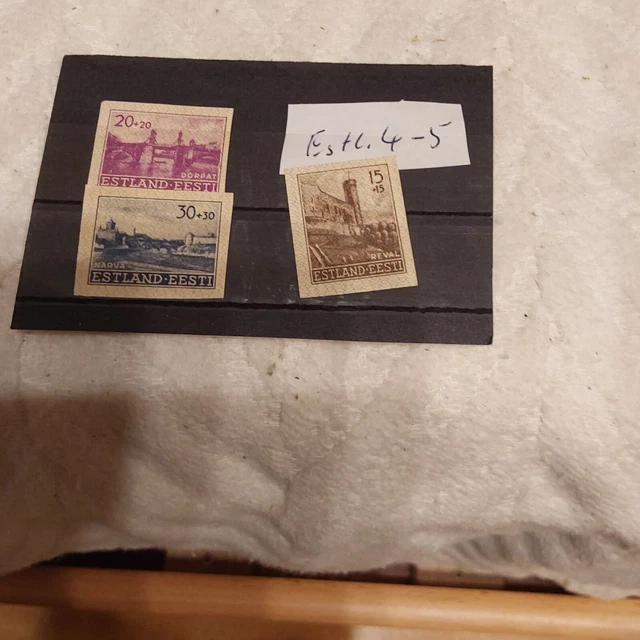 20+20
DORPAT
ESTLAND·EESTI
30+30
NARVA
ESTLAND·EESTI
Estl. 4-5
15
+15
REVAL
ESTLAND·EESTI